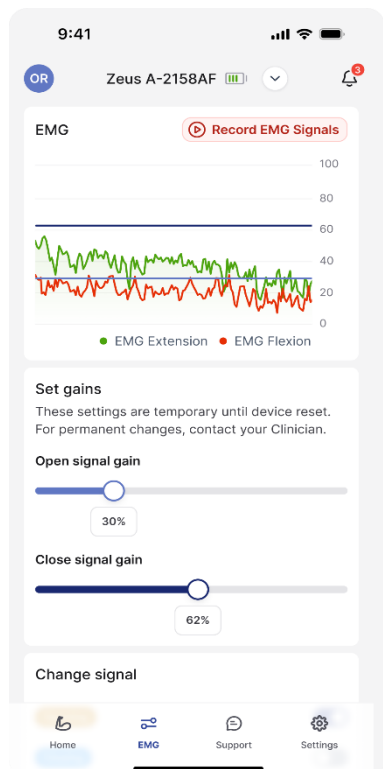 9:41
OR
Zeus A-2158AF
3
EMG
Record EMG Signals
100
80
60
40
20
0
EMG Extension
EMG Flexion
Set gains
These settings are temporary until device reset.
For permanent changes, contact your Clinician.
Open signal gain
30%
Close signal gain
62%
Change signal
Home
EMG
Support
Settings